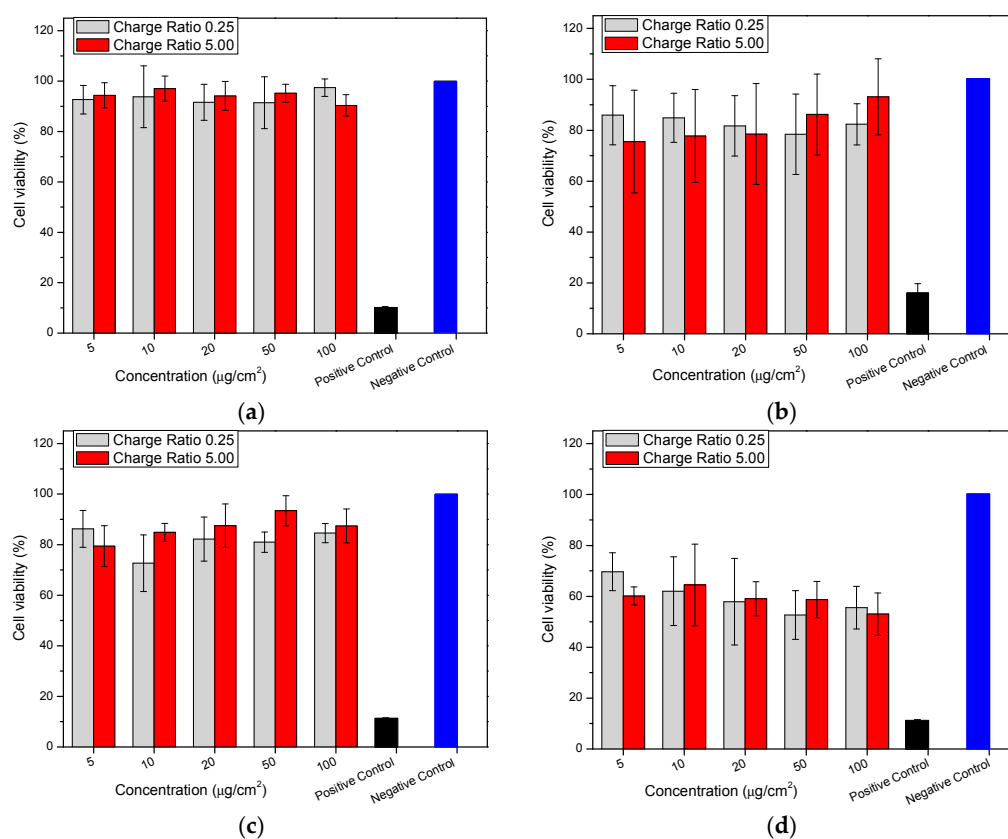 Charge Ratio 0.25
Charge Ratio 5.00
120
100
80
60
40
20
0
Cell viability (%)
5
10
20
50
100
Positive Control
Negative Control
Concentration (µg/cm²)
(a)
Charge Ratio 0.25
Charge Ratio 5.00
120
100
80
60
40
20
0
Cell viability (%)
5
10
20
50
100
Positive Control
Negative Control
Concentration (µg/cm²)
(b)
Charge Ratio 0.25
Charge Ratio 5.00
120
100
80
60
40
20
0
Cell viability (%)
5
10
20
50
100
Positive Control
Negative Control
Concentration (µg/cm²)
(c)
Charge Ratio 0.25
Charge Ratio 5.00
120
100
80
60
40
20
0
Cell viability (%)
5
10
20
50
100
Positive Control
Negative Control
Concentration (µg/cm²)
(d)